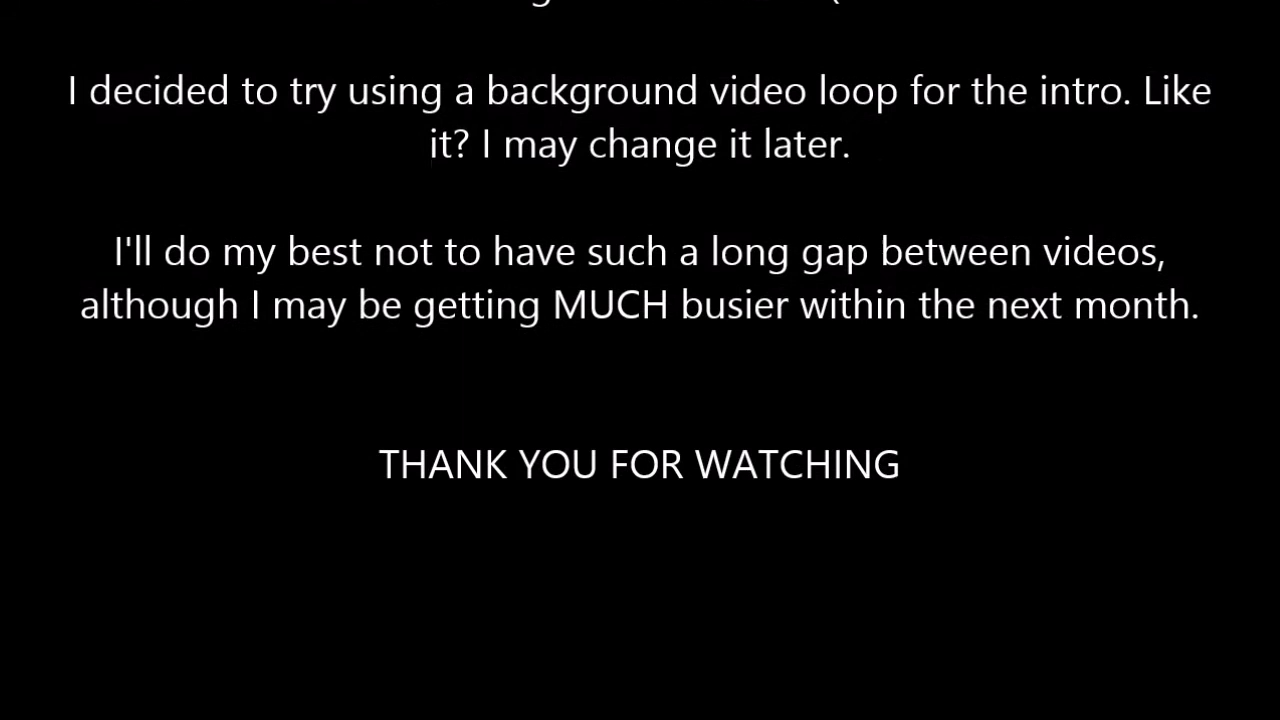 I decided to try using a background video loop for the intro. Like
it? I may change it later.
I'll do my best not to have such a long gap between videos,
although I may be getting MUCH busier within the next month.
THANK YOU FOR WATCHING